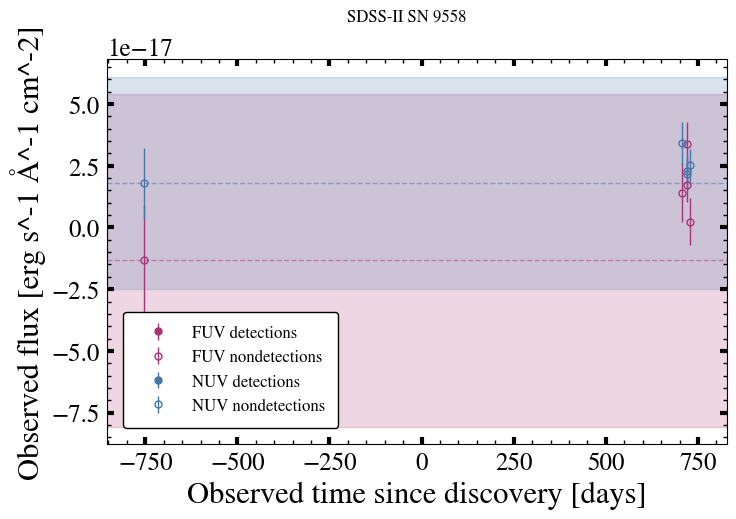 SDSS-II SN 9558
1e−17
Observed flux [erg s^-1 Å^-1 cm^-2]
5.0
2.5
0.0
−2.5
−5.0
−7.5
FUV detections
FUV nondetections
NUV detections
NUV nondetections
−750 −500 −250 0 250 500 750
Observed time since discovery [days]